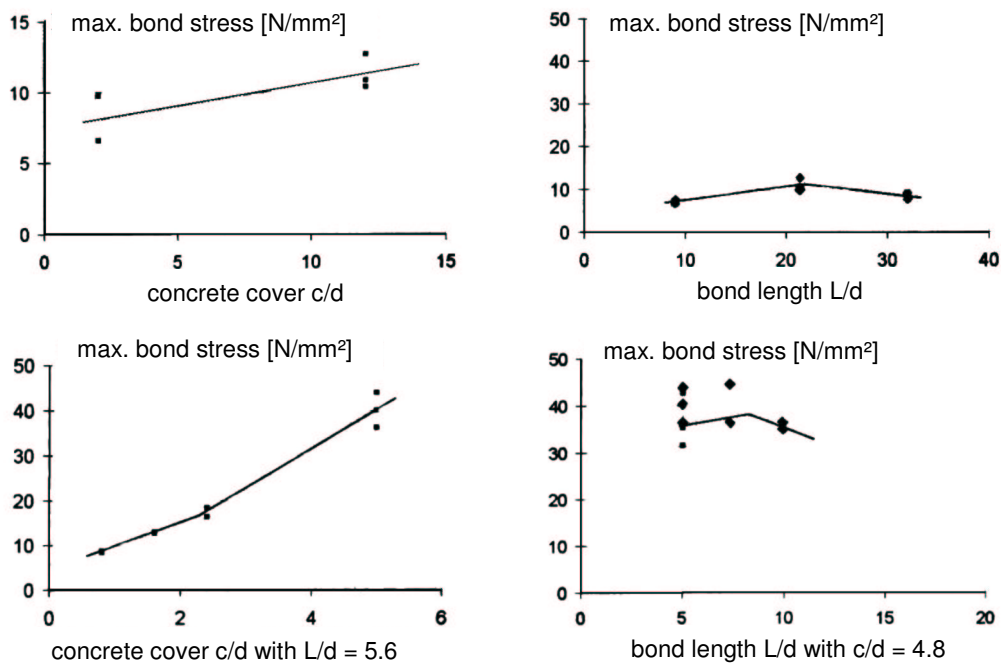 max. bond stress [N/mm²]
15
10
5
0
0 5 10 15
concrete cover c/d
max. bond stress [N/mm²]
50
40
30
20
10
0
0 10 20 30 40
bond length L/d
max. bond stress [N/mm²]
50
40
30
20
10
0
0 2 4 6
concrete cover c/d with L/d = 5.6
max. bond stress [N/mm²]
50
40
30
20
10
0
0 5 10 15 20
bond length L/d with c/d = 4.8